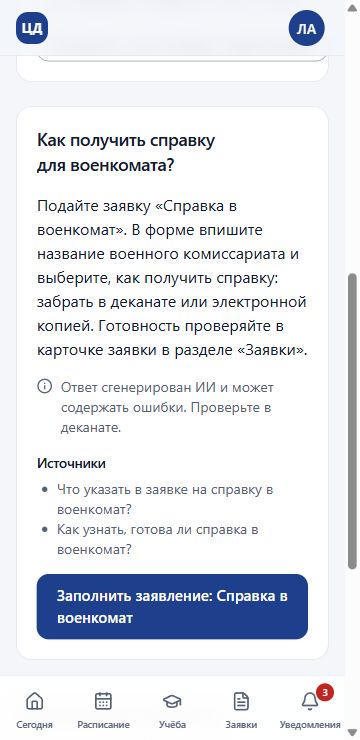 ЦД
ЛА
Как получить справку
для военкомата?
Подайте заявку «Справка в
военкомат». В форме впишите
название военного комиссариата и
выберите, как получить справку:
забрать в деканате или электронной
копией. Готовность проверяйте в
карточке заявки в разделе «Заявки».
Ответ сгенерирован ИИ и может
содержать ошибки. Проверьте в
деканате.
Источники
• Что указать в заявке на справку в
военкомат?
• Как узнать, готова ли справка в
военкомат?
Заполнить заявление: Справка в
военкомат
3
Сегодня Расписание Учёба Заявки Уведомления